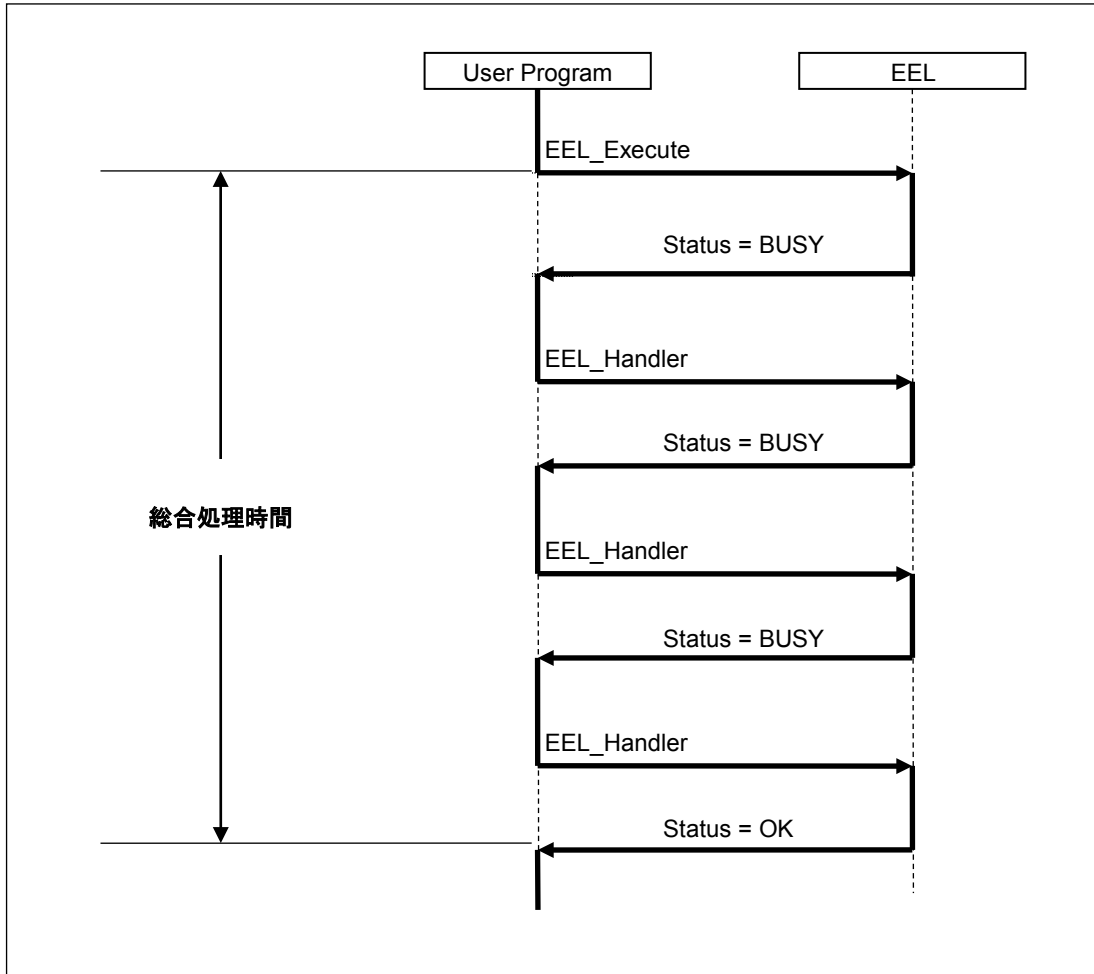 User Program
EEL
EEL_Execute
Status = BUSY
EEL_Handler
Status = BUSY
総合処理時間
EEL_Handler
Status = BUSY
EEL_Handler
Status = OK